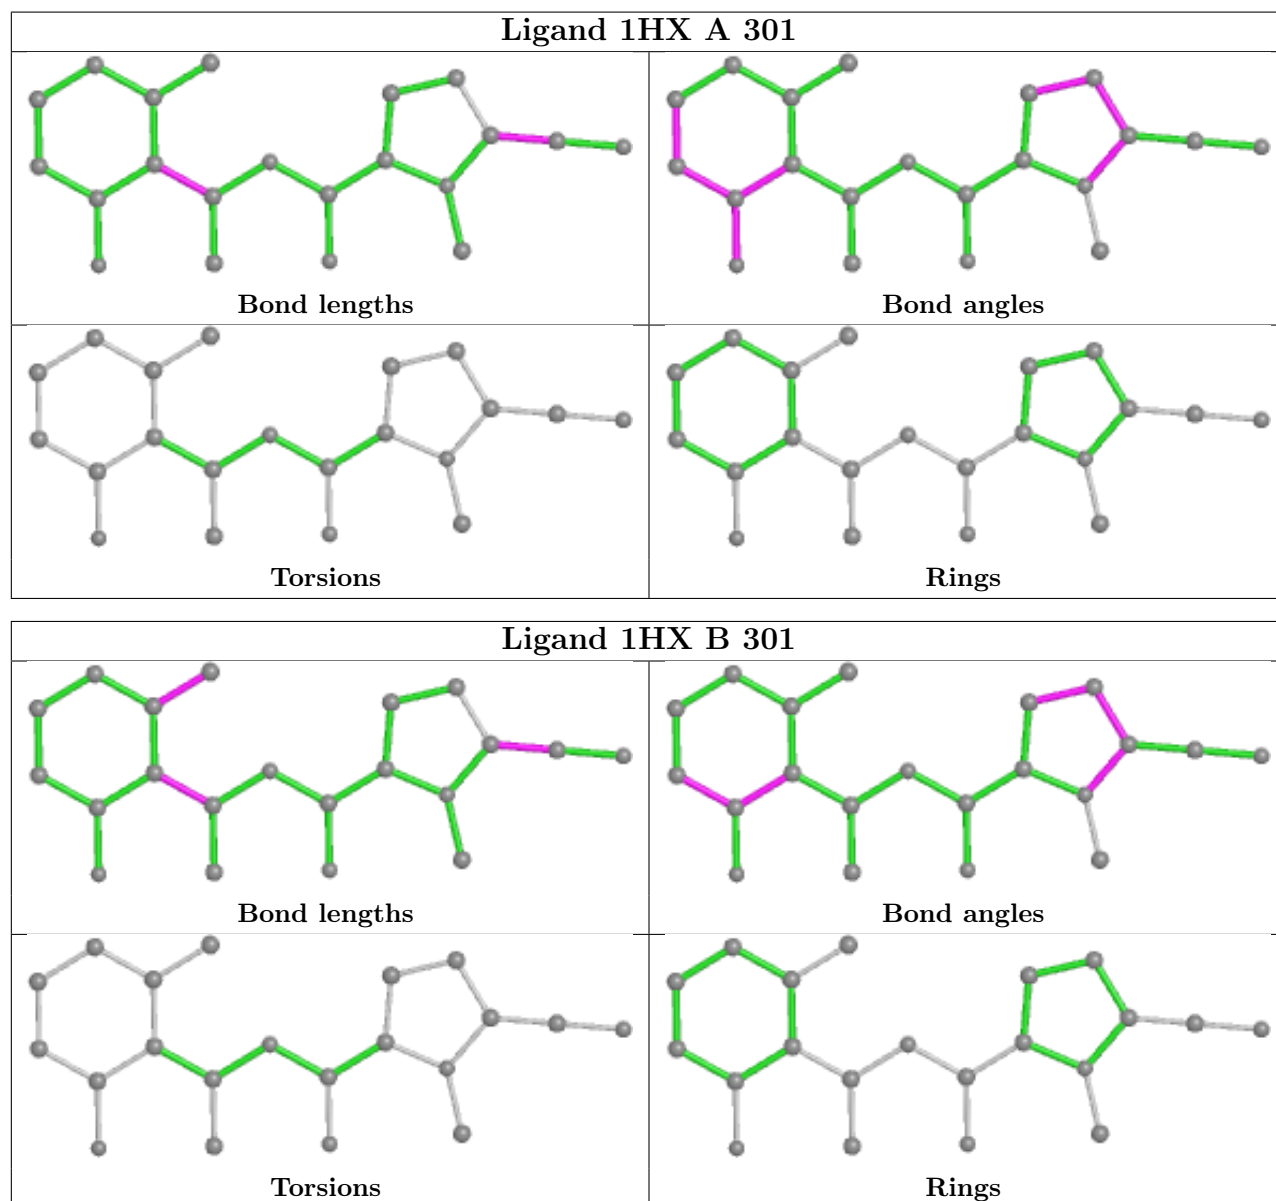 Ligand 1HX A 301
Bond lengths
Bond angles
Torsions
Rings
Ligand 1HX B 301
Bond lengths
Bond angles
Torsions
Rings